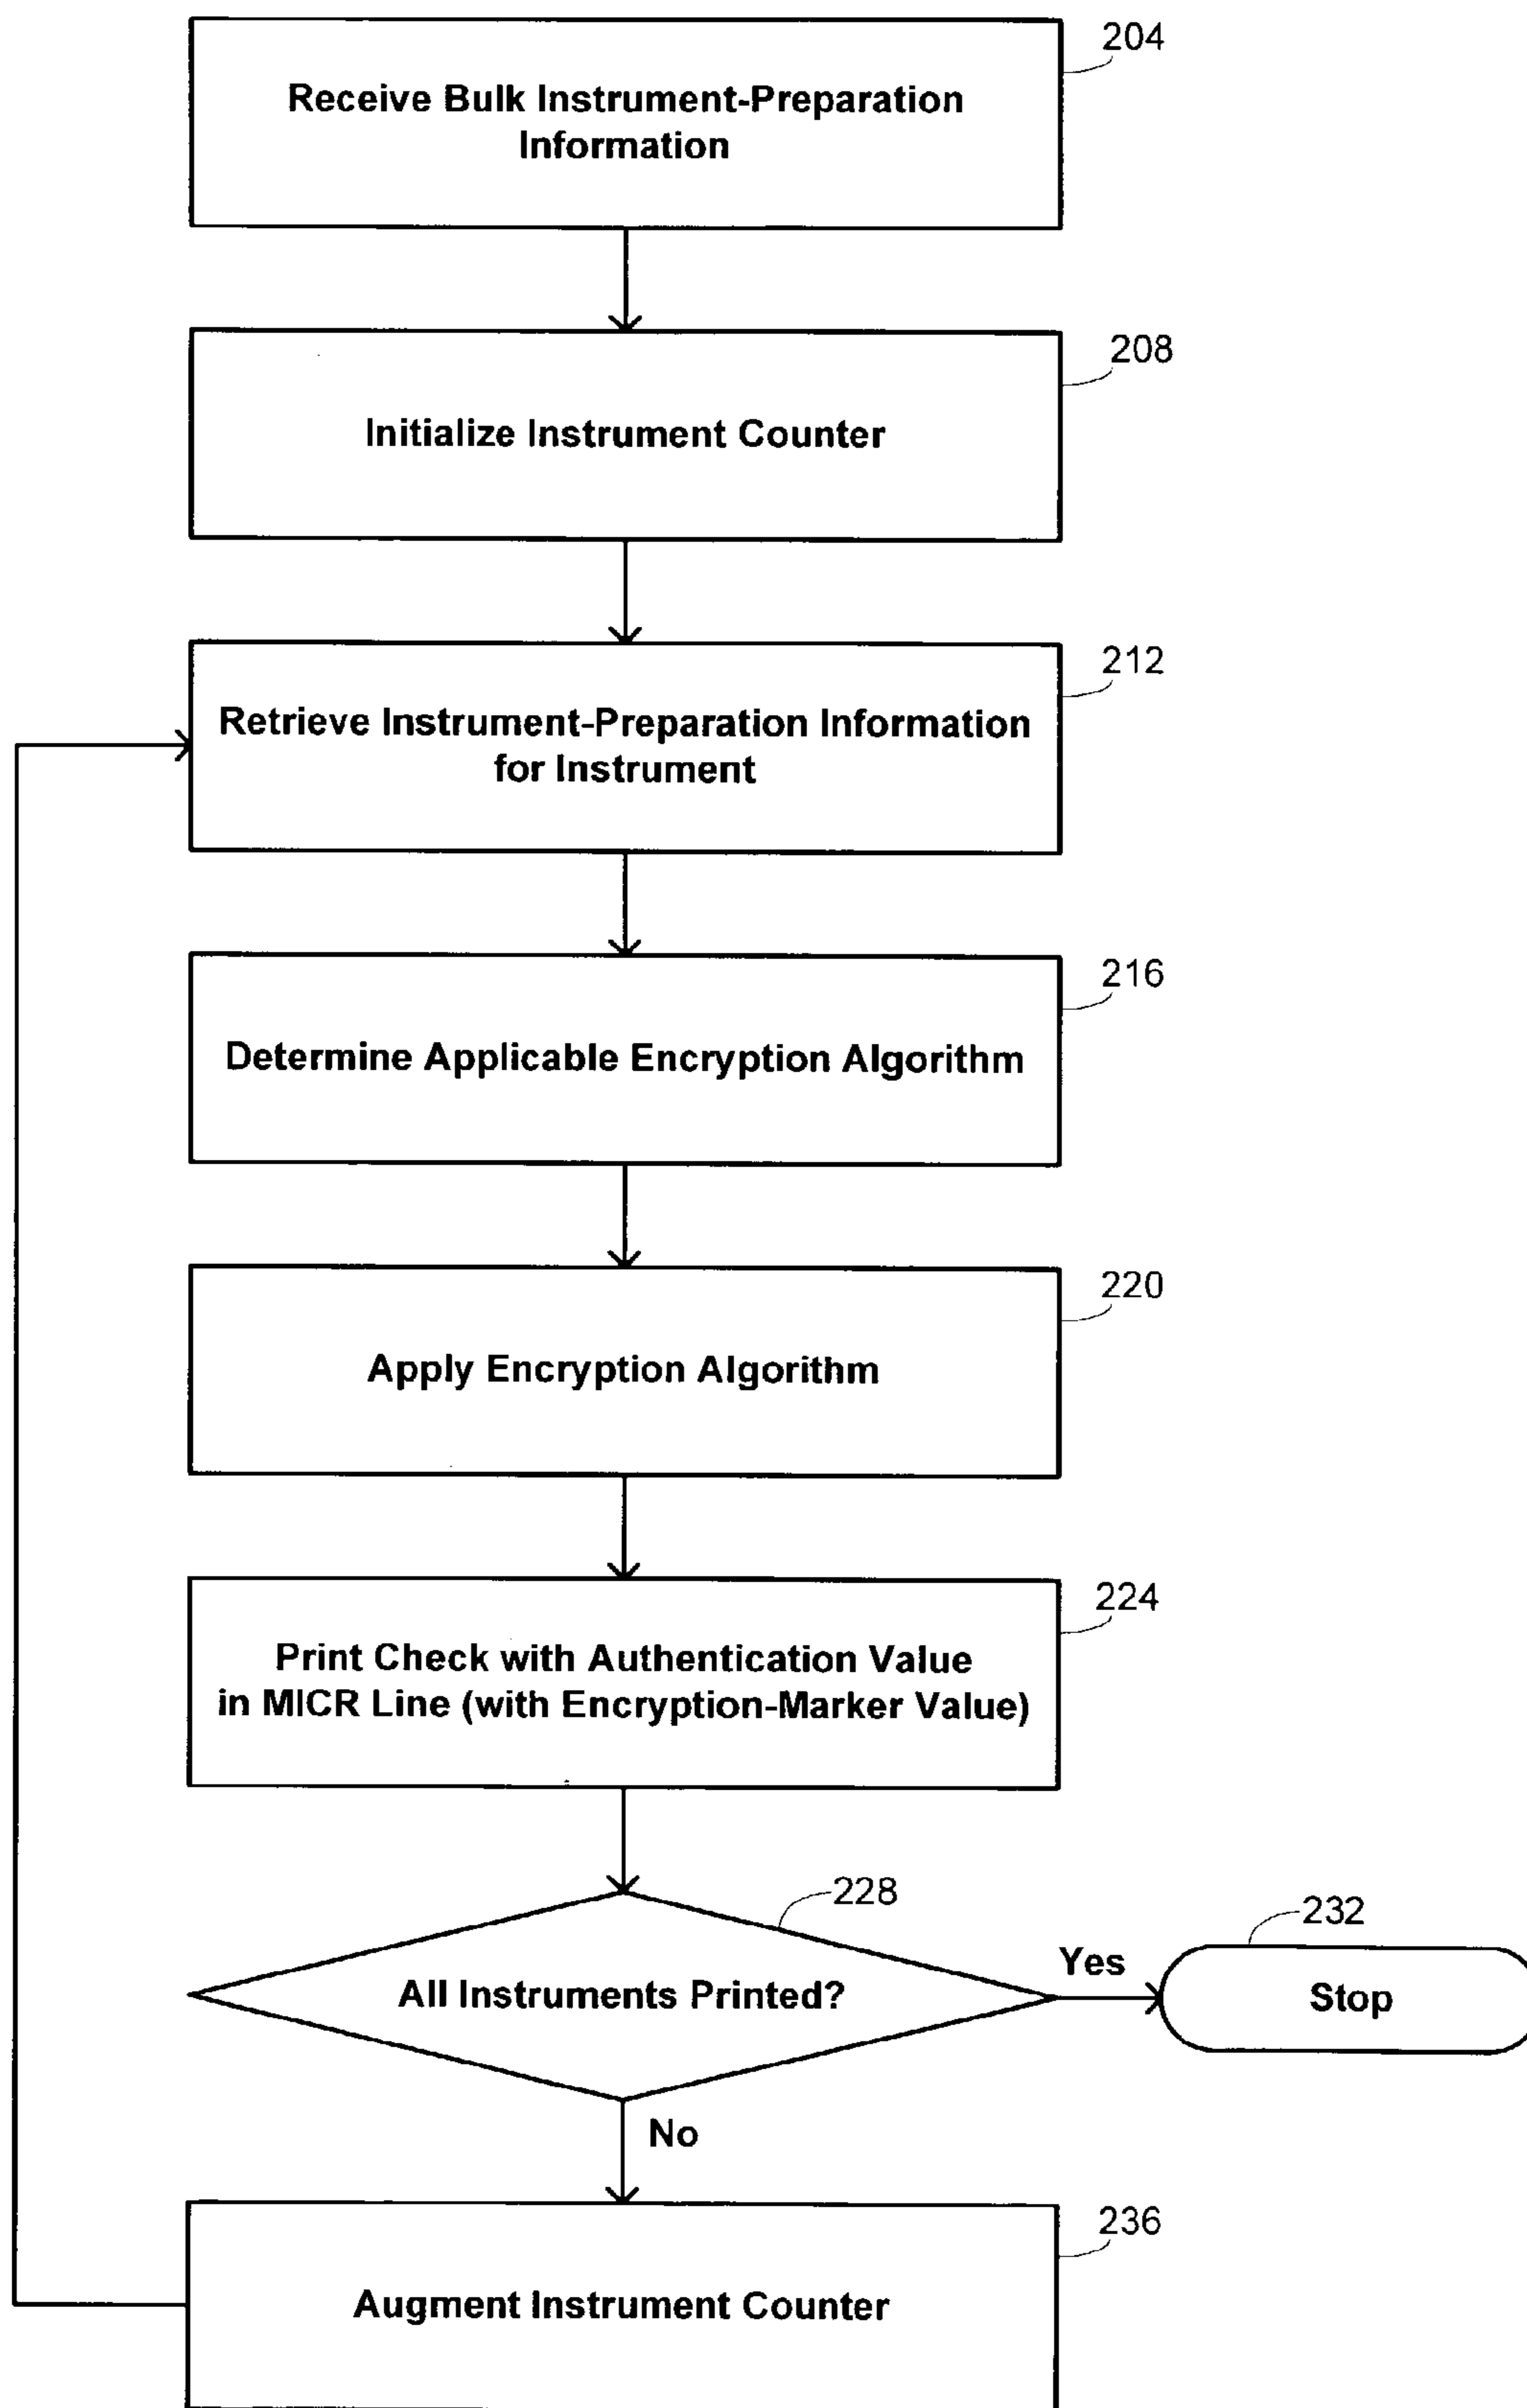 204
Receive Bulk Instrument-Preparation
Information
208
Initialize Instrument Counter
212
Retrieve Instrument-Preparation Information
for Instrument
216
Determine Applicable Encryption Algorithm
220
Apply Encryption Algorithm
224
Print Check with Authentication Value
in MICR Line (with Encryption-Marker Value)
228
All Instruments Printed?
Yes
232
Stop
No
236
Augment Instrument Counter